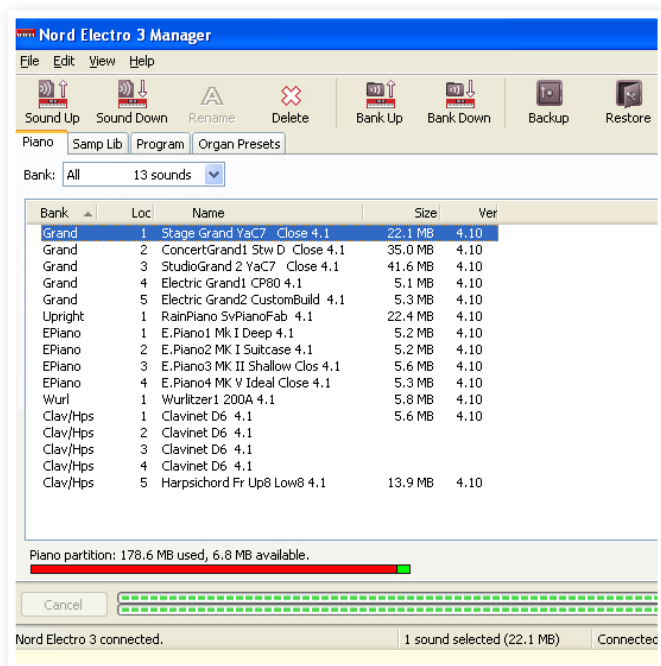 Nord Electro 3 Manager
File Edit View Help
Sound Up Sound Down Rename Delete Bank Up Bank Down Backup Restore
Piano Samp Lib Program Organ Presets
Bank: All 13 sounds
Bank Loc Name Size Ver
Grand 1 Stage Grand YaC7 Close 4.1 22.1 MB 4.10
Grand 2 ConcertGrand1 Stw D Close 4.1 35.0 MB 4.10
Grand 3 StudioGrand 2 YaC7 Close 4.1 41.6 MB 4.10
Grand 4 Electric Grand1 CP80 4.1 5.1 MB 4.10
Grand 5 Electric Grand2 CustomBuild 4.1 5.3 MB 4.10
Upright 1 RainPiano SvPianoFab 4.1 22.4 MB 4.10
EPiano 1 E.Piano1 Mk I Deep 4.1 5.2 MB 4.10
EPiano 2 E.Piano2 MK I Suitcase 4.1 5.2 MB 4.10
EPiano 3 E.Piano3 MK II Shallow Clos 4.1 5.6 MB 4.10
EPiano 4 E.Piano4 MK V Ideal Close 4.1 5.3 MB 4.10
Wurl 1 Wurlitzer1 200A 4.1 5.8 MB 4.10
Clav/Hps 1 Clavinet D6 4.1 5.6 MB 4.10
Clav/Hps 2 Clavinet D6 4.1
Clav/Hps 3 Clavinet D6 4.1
Clav/Hps 4 Clavinet D6 4.1
Clav/Hps 5 Harpsichord Fr Up8 Low8 4.1 13.9 MB 4.10
Piano partition: 178.6 MB used, 6.8 MB available.
Cancel
Nord Electro 3 connected. 1 sound selected (22.1 MB) Connected